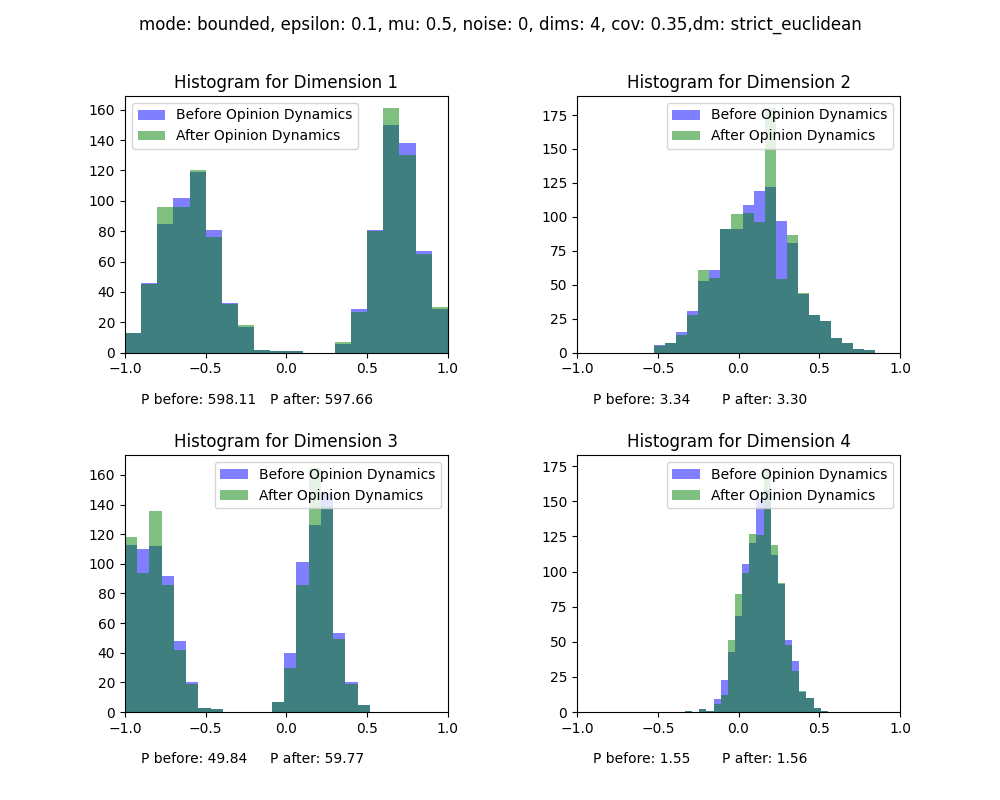 mode: bounded, epsilon: 0.1, mu: 0.5, noise: 0, dims: 4, cov: 0.35,dm: strict_euclidean
Histogram for Dimension 1
Before Opinion Dynamics
After Opinion Dynamics
160
140
120
100
80
60
40
20
0
−1.0 −0.5 0.0 0.5 1.0
P before: 598.11 P after: 597.66
Histogram for Dimension 2
Before Opinion Dynamics
After Opinion Dynamics
175
150
125
100
75
50
25
0
−1.0 −0.5 0.0 0.5 1.0
P before: 3.34 P after: 3.30
Histogram for Dimension 3
Before Opinion Dynamics
After Opinion Dynamics
160
140
120
100
80
60
40
20
0
−1.0 −0.5 0.0 0.5 1.0
P before: 49.84 P after: 59.77
Histogram for Dimension 4
Before Opinion Dynamics
After Opinion Dynamics
175
150
125
100
75
50
25
0
−1.0 −0.5 0.0 0.5 1.0
P before: 1.55 P after: 1.56